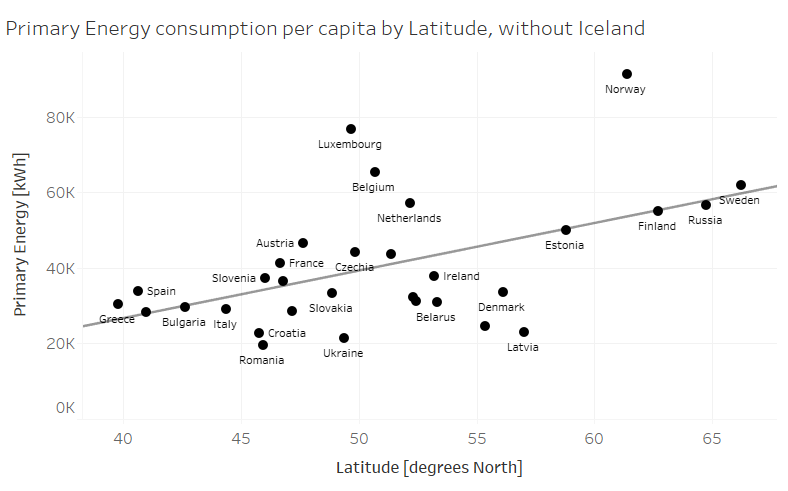 Primary Energy consumption per capita by Latitude, without Iceland
Norway
80K
Luxembourg
Belgium
60K
Sweden
Netherlands
Russia
Finland
Estonia
Austria
France
Czechia
40K
Slovenia
Ireland
Spain
Slovakia
Denmark
Greece
Bulgaria
Italy
Belarus
Croatia
Latvia
20K
Romania
Ukraine
0K
Primary Energy [kWh]
40 45 50 55 60 65
Latitude [degrees North]